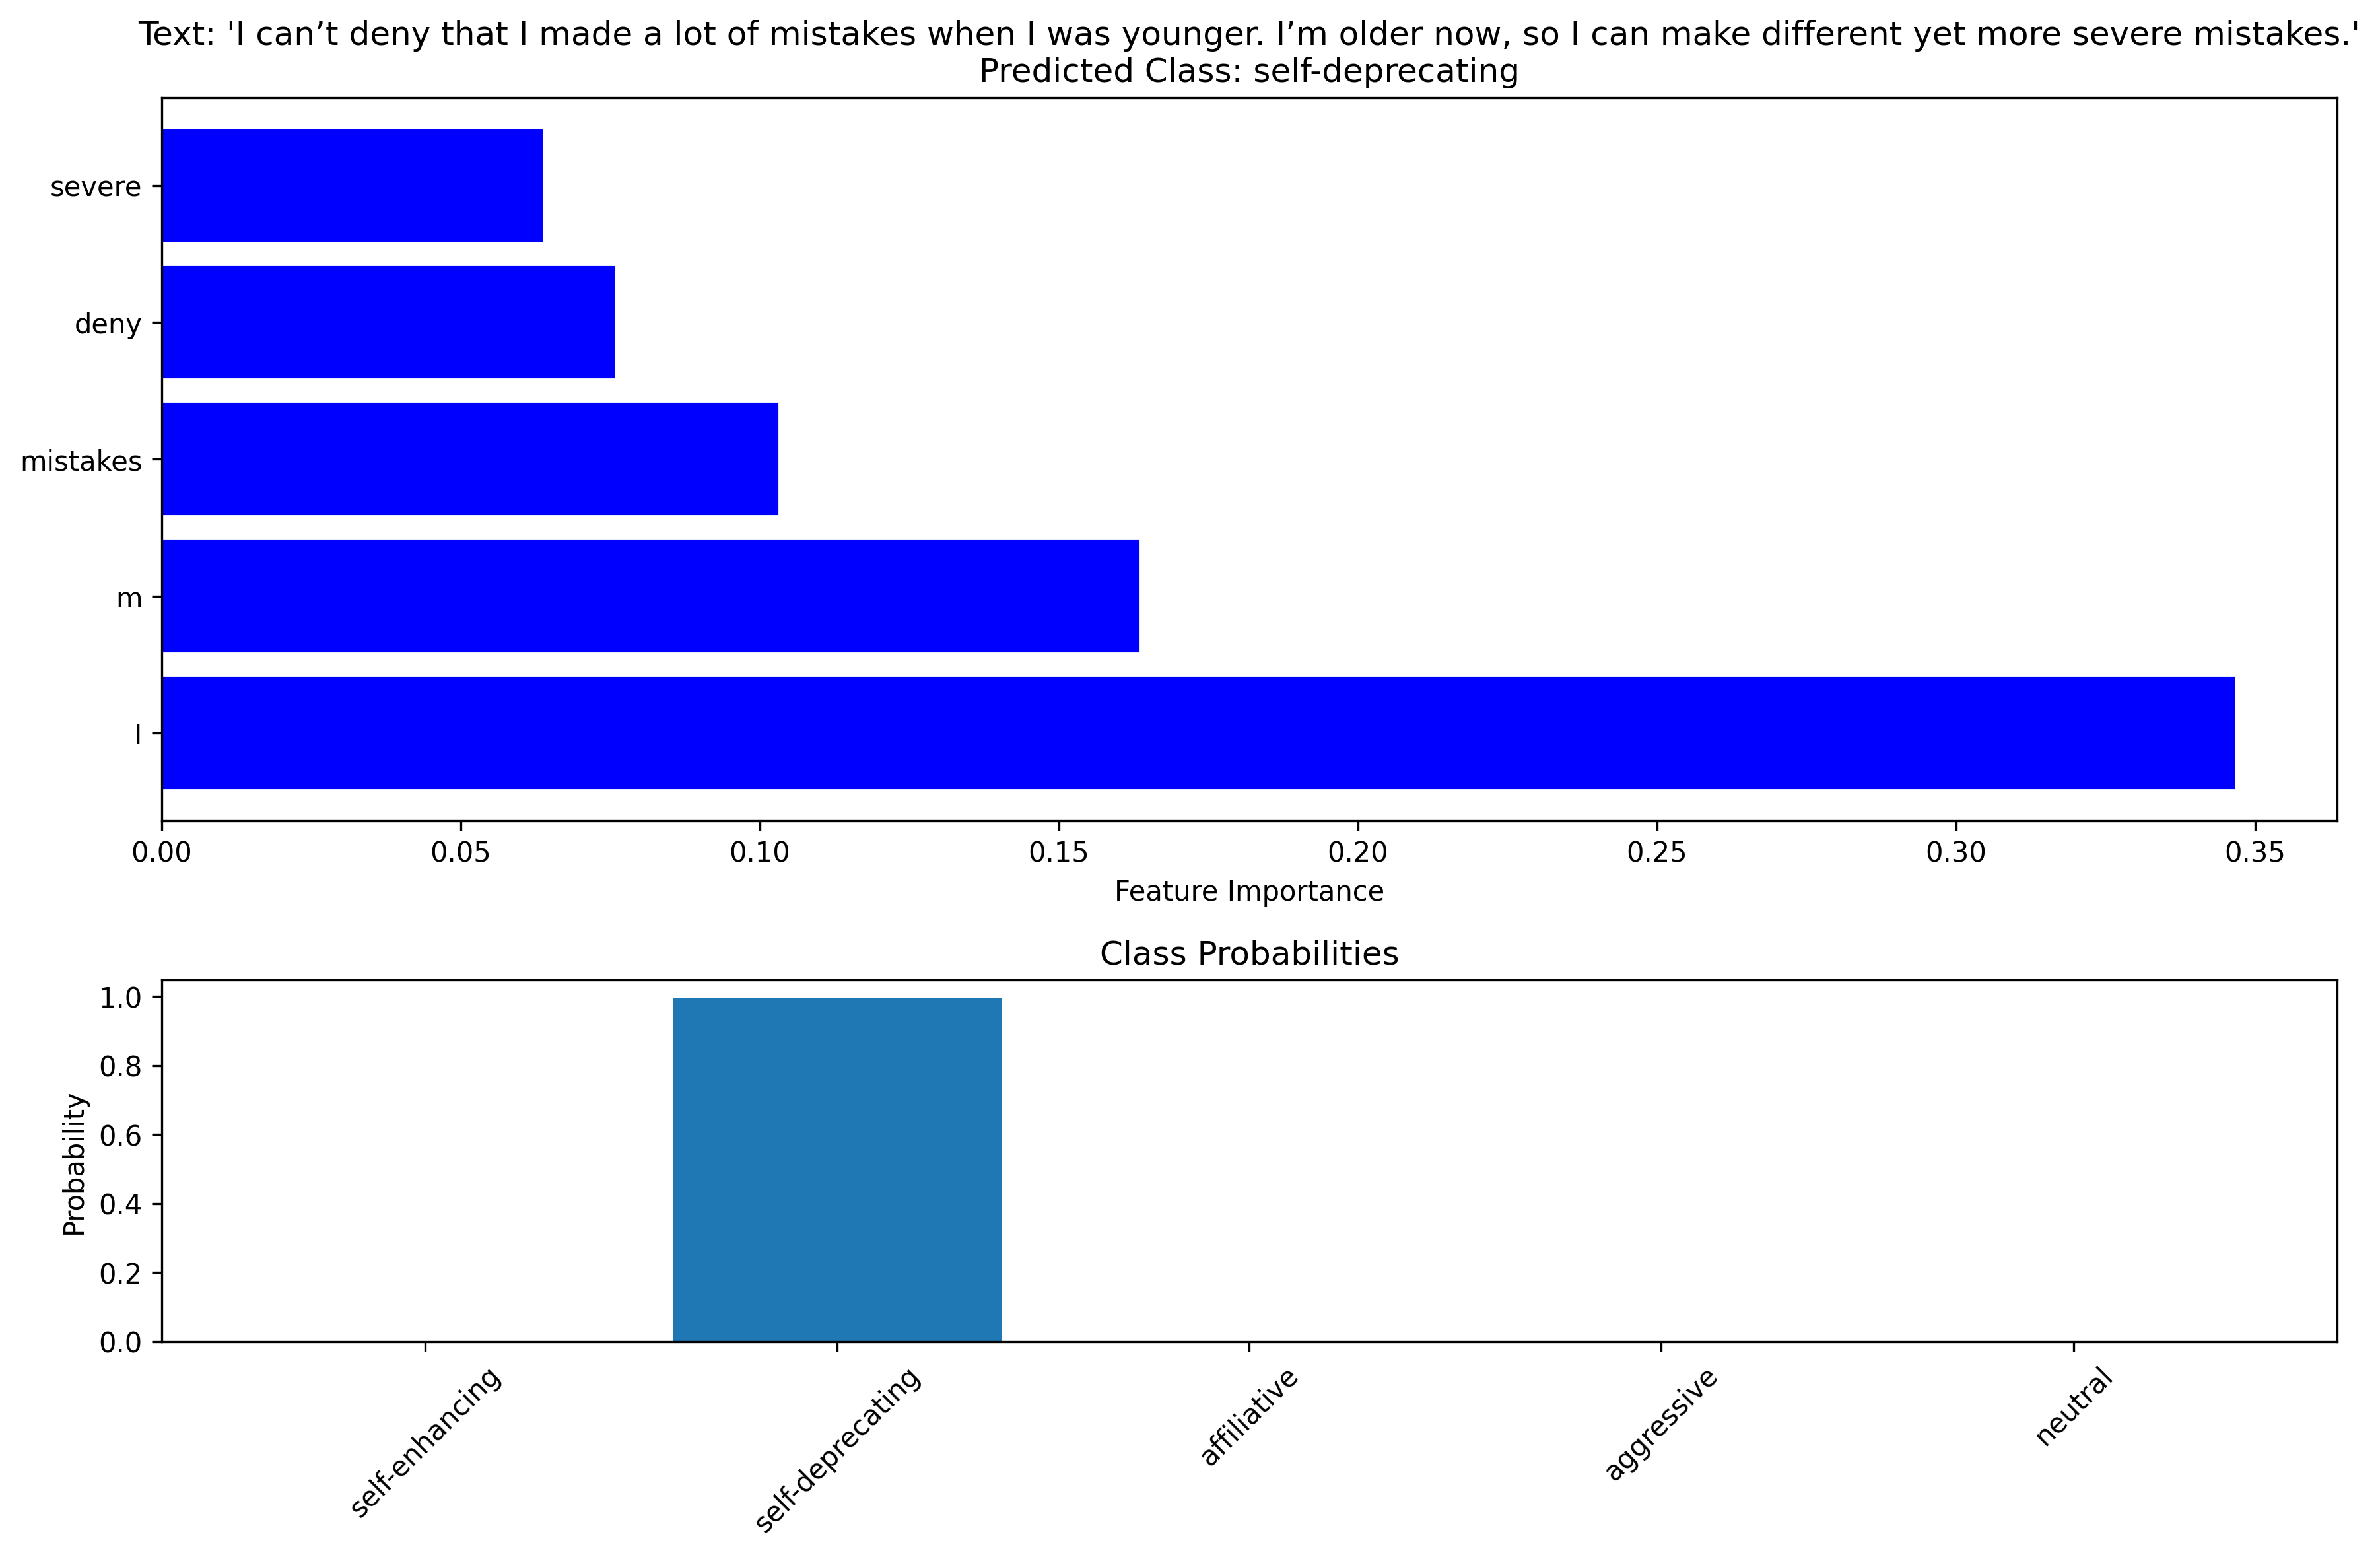 Text: 'I can’t deny that I made a lot of mistakes when I was younger. I’m older now, so I can make different yet more severe mistakes.'
Predicted Class: self-deprecating
severe
deny
mistakes
m
I
0.00 0.05 0.10 0.15 0.20 0.25 0.30 0.35
Feature Importance
Class Probabilities
1.0
0.8
0.6
0.4
0.2
0.0
Probability
self-enhancing
self-deprecating
affiliative
aggressive
neutral